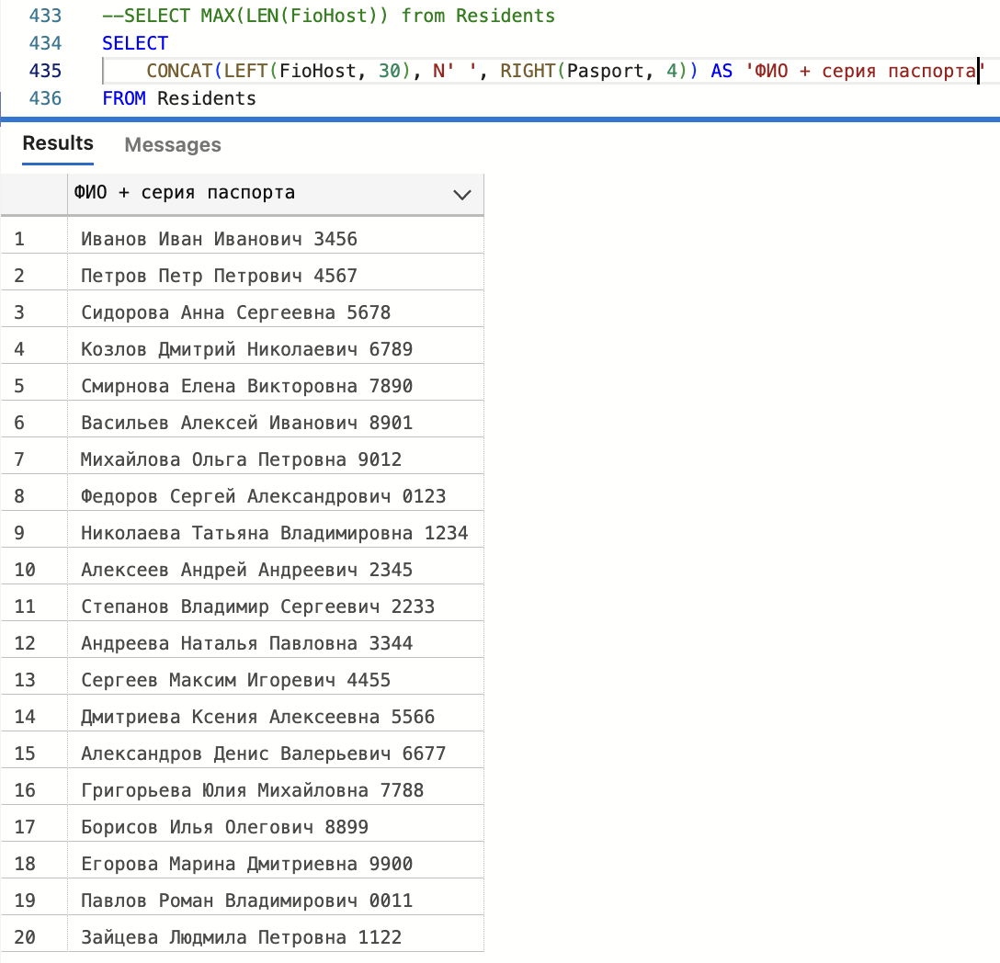 433 --SELECT MAX(LEN(FioHost)) from Residents
434 SELECT
435 CONCAT(LEFT(FioHost, 30), N' ', RIGHT(Pasport, 4)) AS 'ФИО + серия паспорта'
436 FROM Residents
Results Messages
ФИО + серия паспорта
1 Иванов Иван Иванович 3456
2 Петров Петр Петрович 4567
3 Сидорова Анна Сергеевна 5678
4 Козлов Дмитрий Николаевич 6789
5 Смирнова Елена Викторовна 7890
6 Васильев Алексей Иванович 8901
7 Михайлова Ольга Петровна 9012
8 Федоров Сергей Александрович 0123
9 Николаева Татьяна Владимировна 1234
10 Алексеев Андрей Андреевич 2345
11 Степанов Владимир Сергеевич 2233
12 Андреева Наталья Павловна 3344
13 Сергеев Максим Игоревич 4455
14 Дмитриева Ксения Алексеевна 5566
15 Александров Денис Валерьевич 6677
16 Григорьева Юлия Михайловна 7788
17 Борисов Илья Олегович 8899
18 Егорова Марина Дмитриевна 9900
19 Павлов Роман Владимирович 0011
20 Зайцева Людмила Петровна 1122